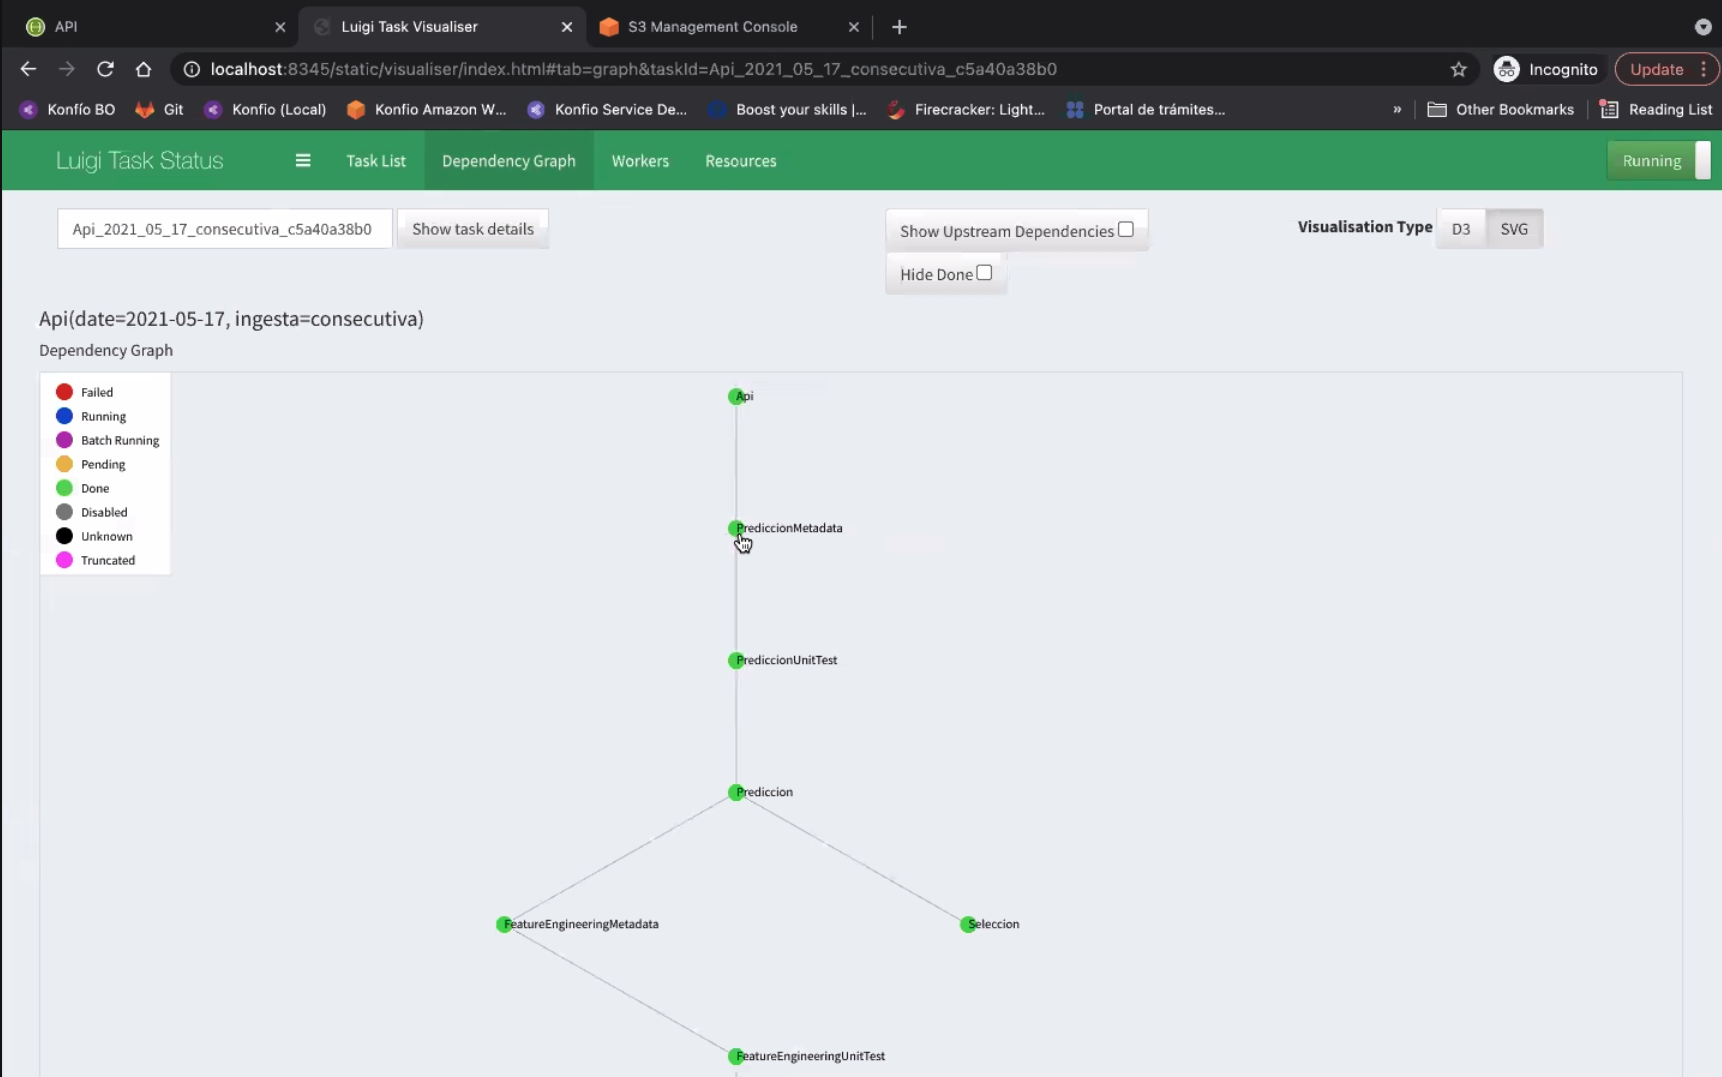 API
Luigi Task Visualiser
S3 Management Console
localhost:8345/static/visualiser/index.html#tab=graph&taskId=Api_2021_05_17_consecutiva_c5a40a38b0
Incognito
Update
Konfío BO
Git
Konfio (Local)
Konfio Amazon W...
Konfio Service De...
Boost your skills |...
Firecracker: Light...
Portal de trámites...
»
Other Bookmarks
Reading List
Luigi Task Status
Task List
Dependency Graph
Workers
Resources
Running
Api_2021_05_17_consecutiva_c5a40a38b0
Show task details
Show Upstream Dependencies
Hide Done
Visualisation Type
D3
SVG
Api(date=2021-05-17, ingesta=consecutiva)
Dependency Graph
Failed
Running
Batch Running
Pending
Done
Disabled
Unknown
Truncated
Api
PrediccionMetadata
PrediccionUnitTest
Prediccion
FeatureEngineeringMetadata
Seleccion
FeatureEngineeringUnitTest